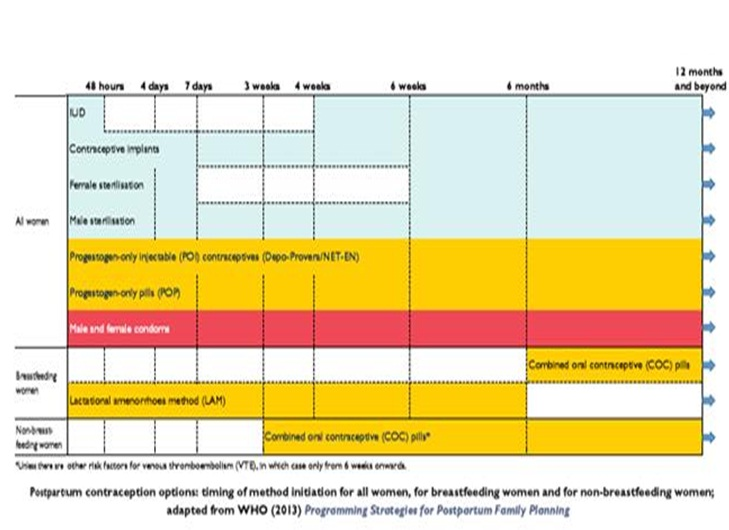 12 months
48 hours 4 days 7 days 3 weeks 4 weeks 6 weeks 6 months and beyond
IUD
Contraceptive implants
Female sterilisation
All women
Male sterilisation
Progestogen-only injectable (POI) contraceptives (Depo-Provera/NET-EN)
Progestogen-only pills (POP)
Male and female condoms
Combined oral contraceptive (COC) pills
Breastfeeding
women
Lactational amenorrhoea method (LAM)
Non-breast-
feeding women
Combined oral contraceptive (COC) pills*
*Unless there are other risk factors for venous thromboembolism (VTE), in which case only from 6 weeks onwards.
Postpartum contraception options: timing of method initiation for all women, for breastfeeding women and for non-breastfeeding women;
adapted from WHO (2013) Programming Strategies for Postpartum Family Planning